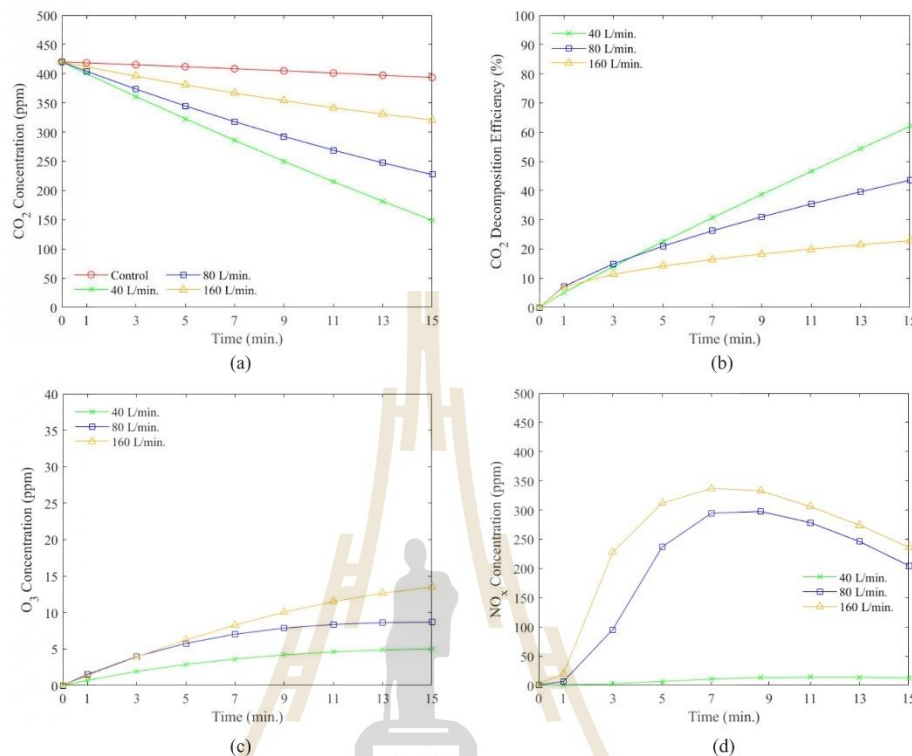 500
450
400
350
300
250
200
150
100
50
0
CO2 Concentration (ppm)
Control
40 L/min.
80 L/min.
160 L/min.
0 1 3 5 7 9 11 13 15
Time (min.)
(a)
100
90
80
70
60
50
40
30
20
10
0
CO2 Decomposition Efficiency (%)
40 L/min.
80 L/min.
160 L/min.
0 1 3 5 7 9 11 13 15
Time (min.)
(b)
40
35
30
25
20
15
10
5
0
O3 Concentration (ppm)
40 L/min.
80 L/min.
160 L/min.
0 1 3 5 7 9 11 13 15
Time (min.)
(c)
500
450
400
350
300
250
200
150
100
50
0
NOx Concentration (ppm)
40 L/min.
80 L/min.
160 L/min.
0 1 3 5 7 9 11 13 15
Time (min.)
(d)